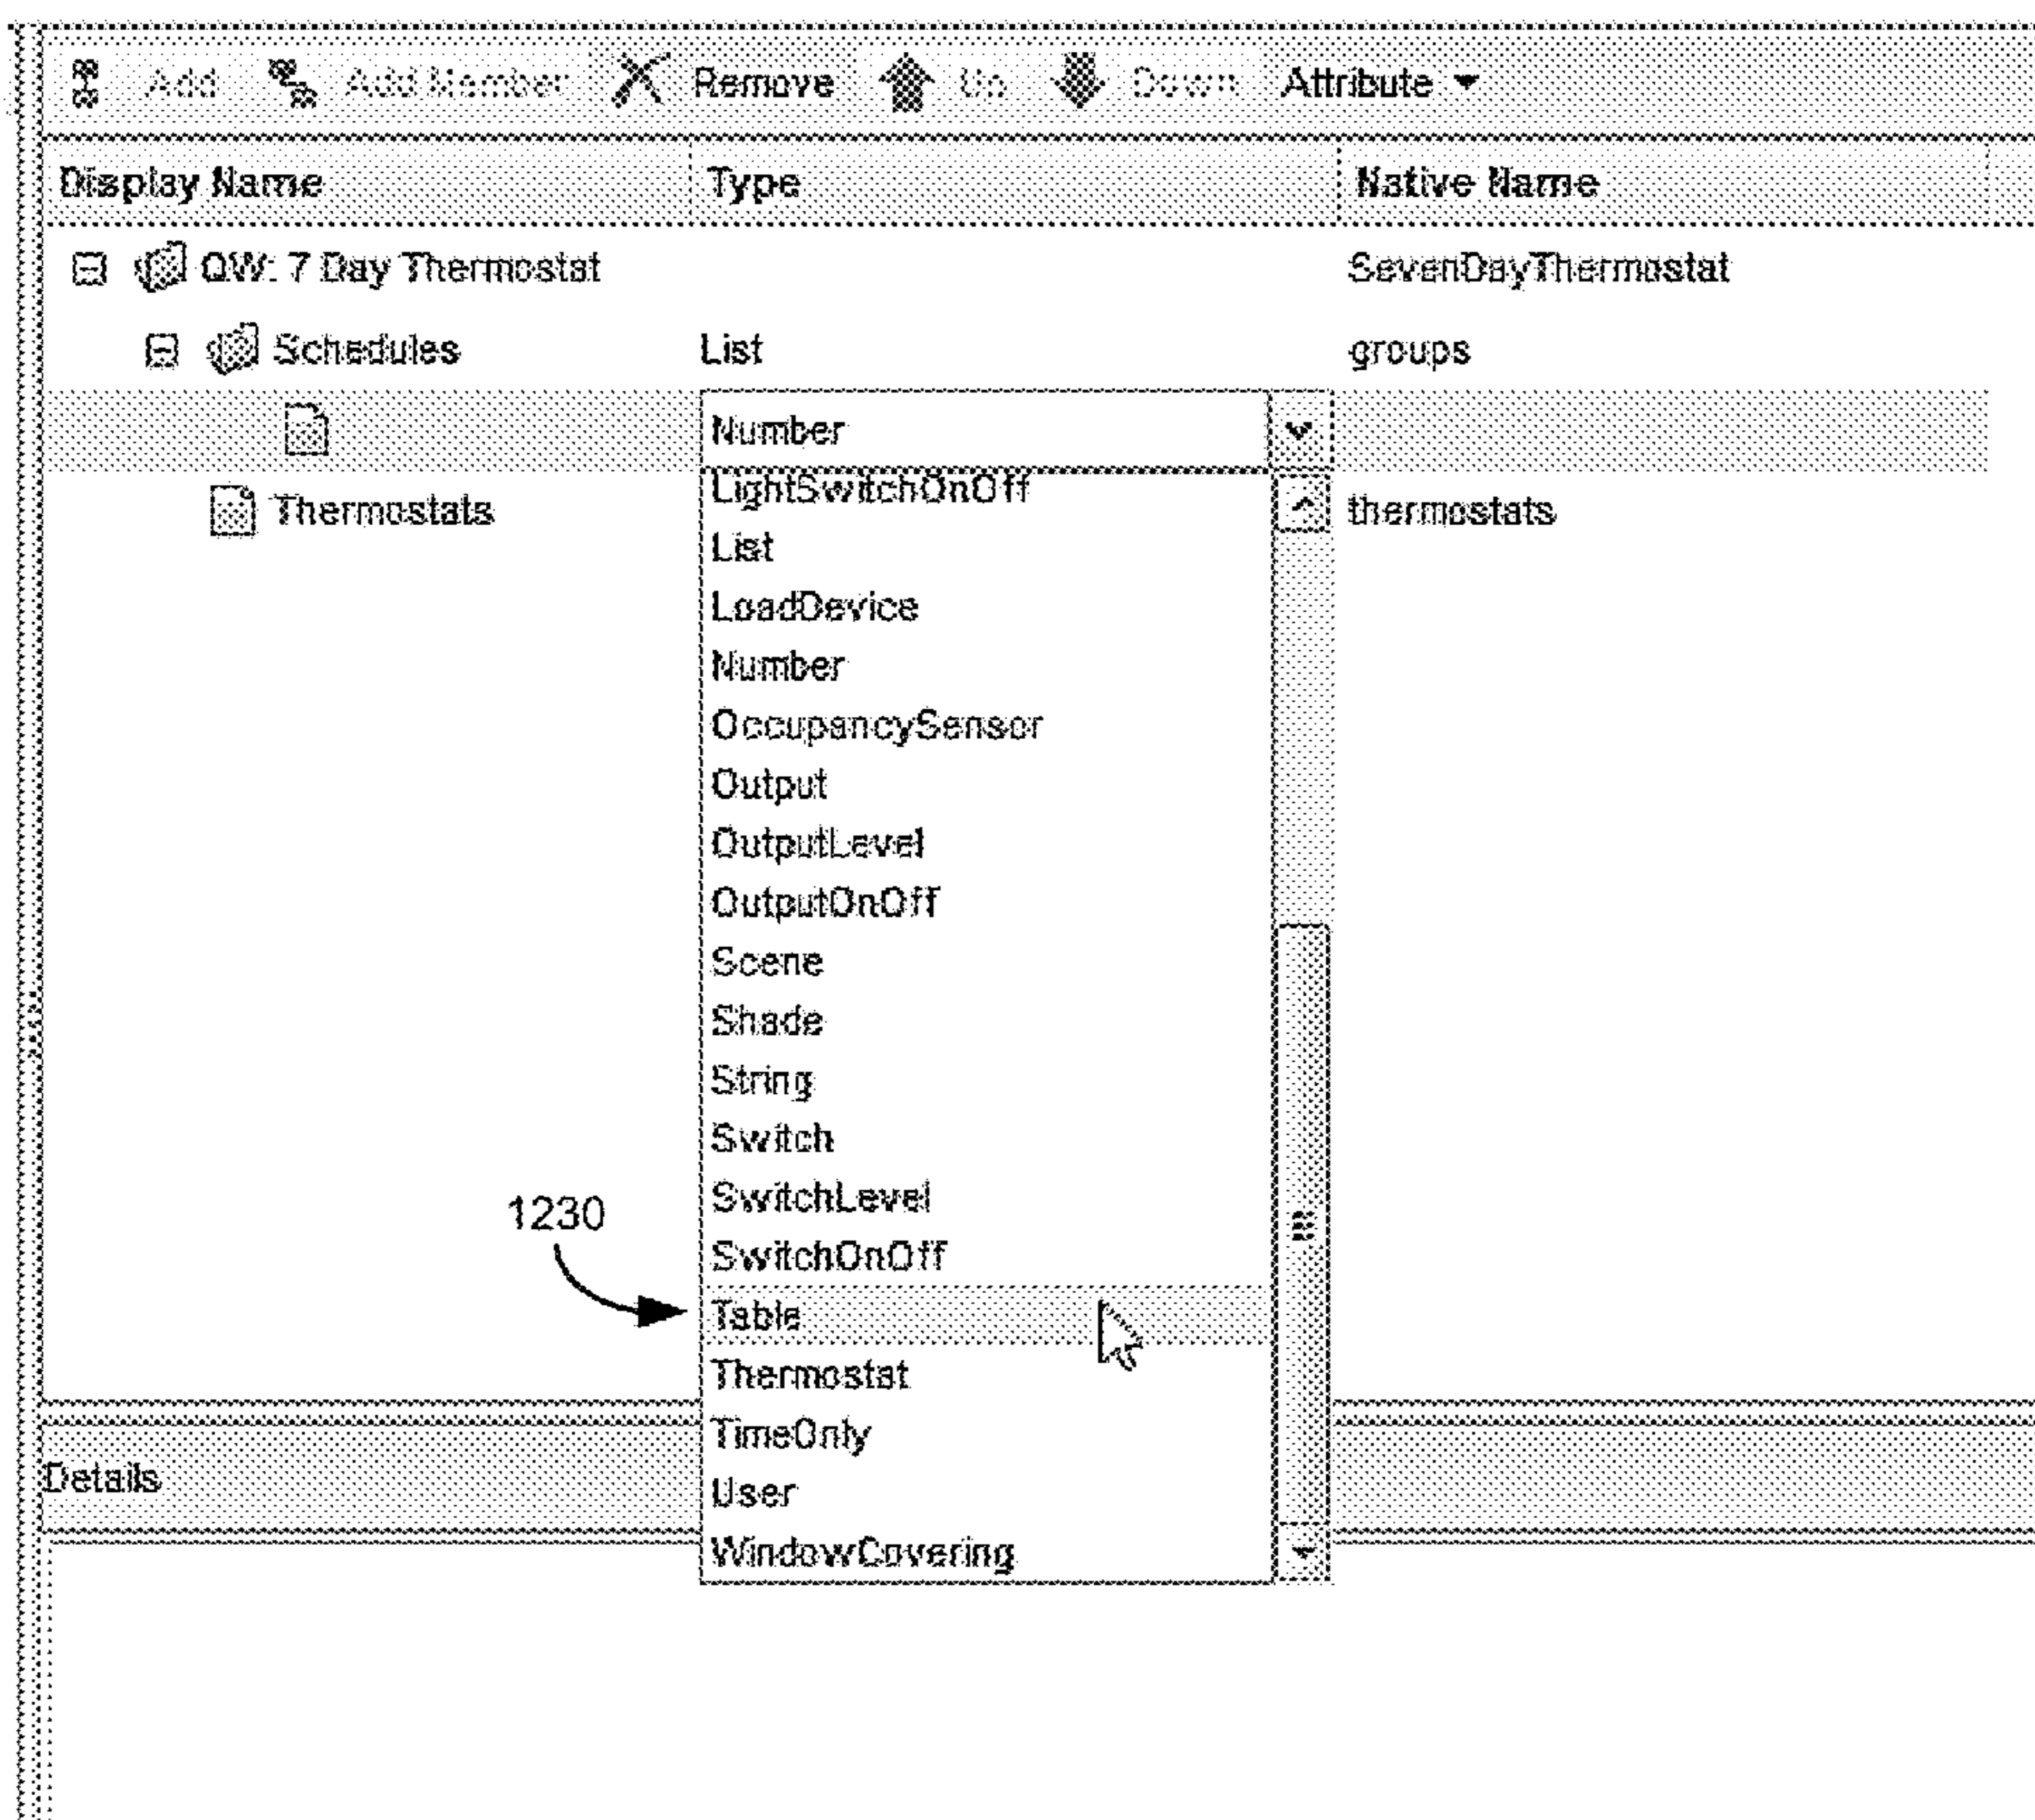 Add Add Member Remove Up Down Attribute
Display Name Type Native Name
QW: 7 Day Thermostat SevenDayThermostat
Schedules List groups
Number
LightSwitchOnOff
Thermostats thermostats
List
LoadDevice
Number
OccupancySensor
Output
OutputLevel
OutputOnOff
Scene
Shade
String
Switch
SwitchLevel
1230
SwitchOnOff
Table
Thermostat
TimeOnly
Details
User
WindowCovering